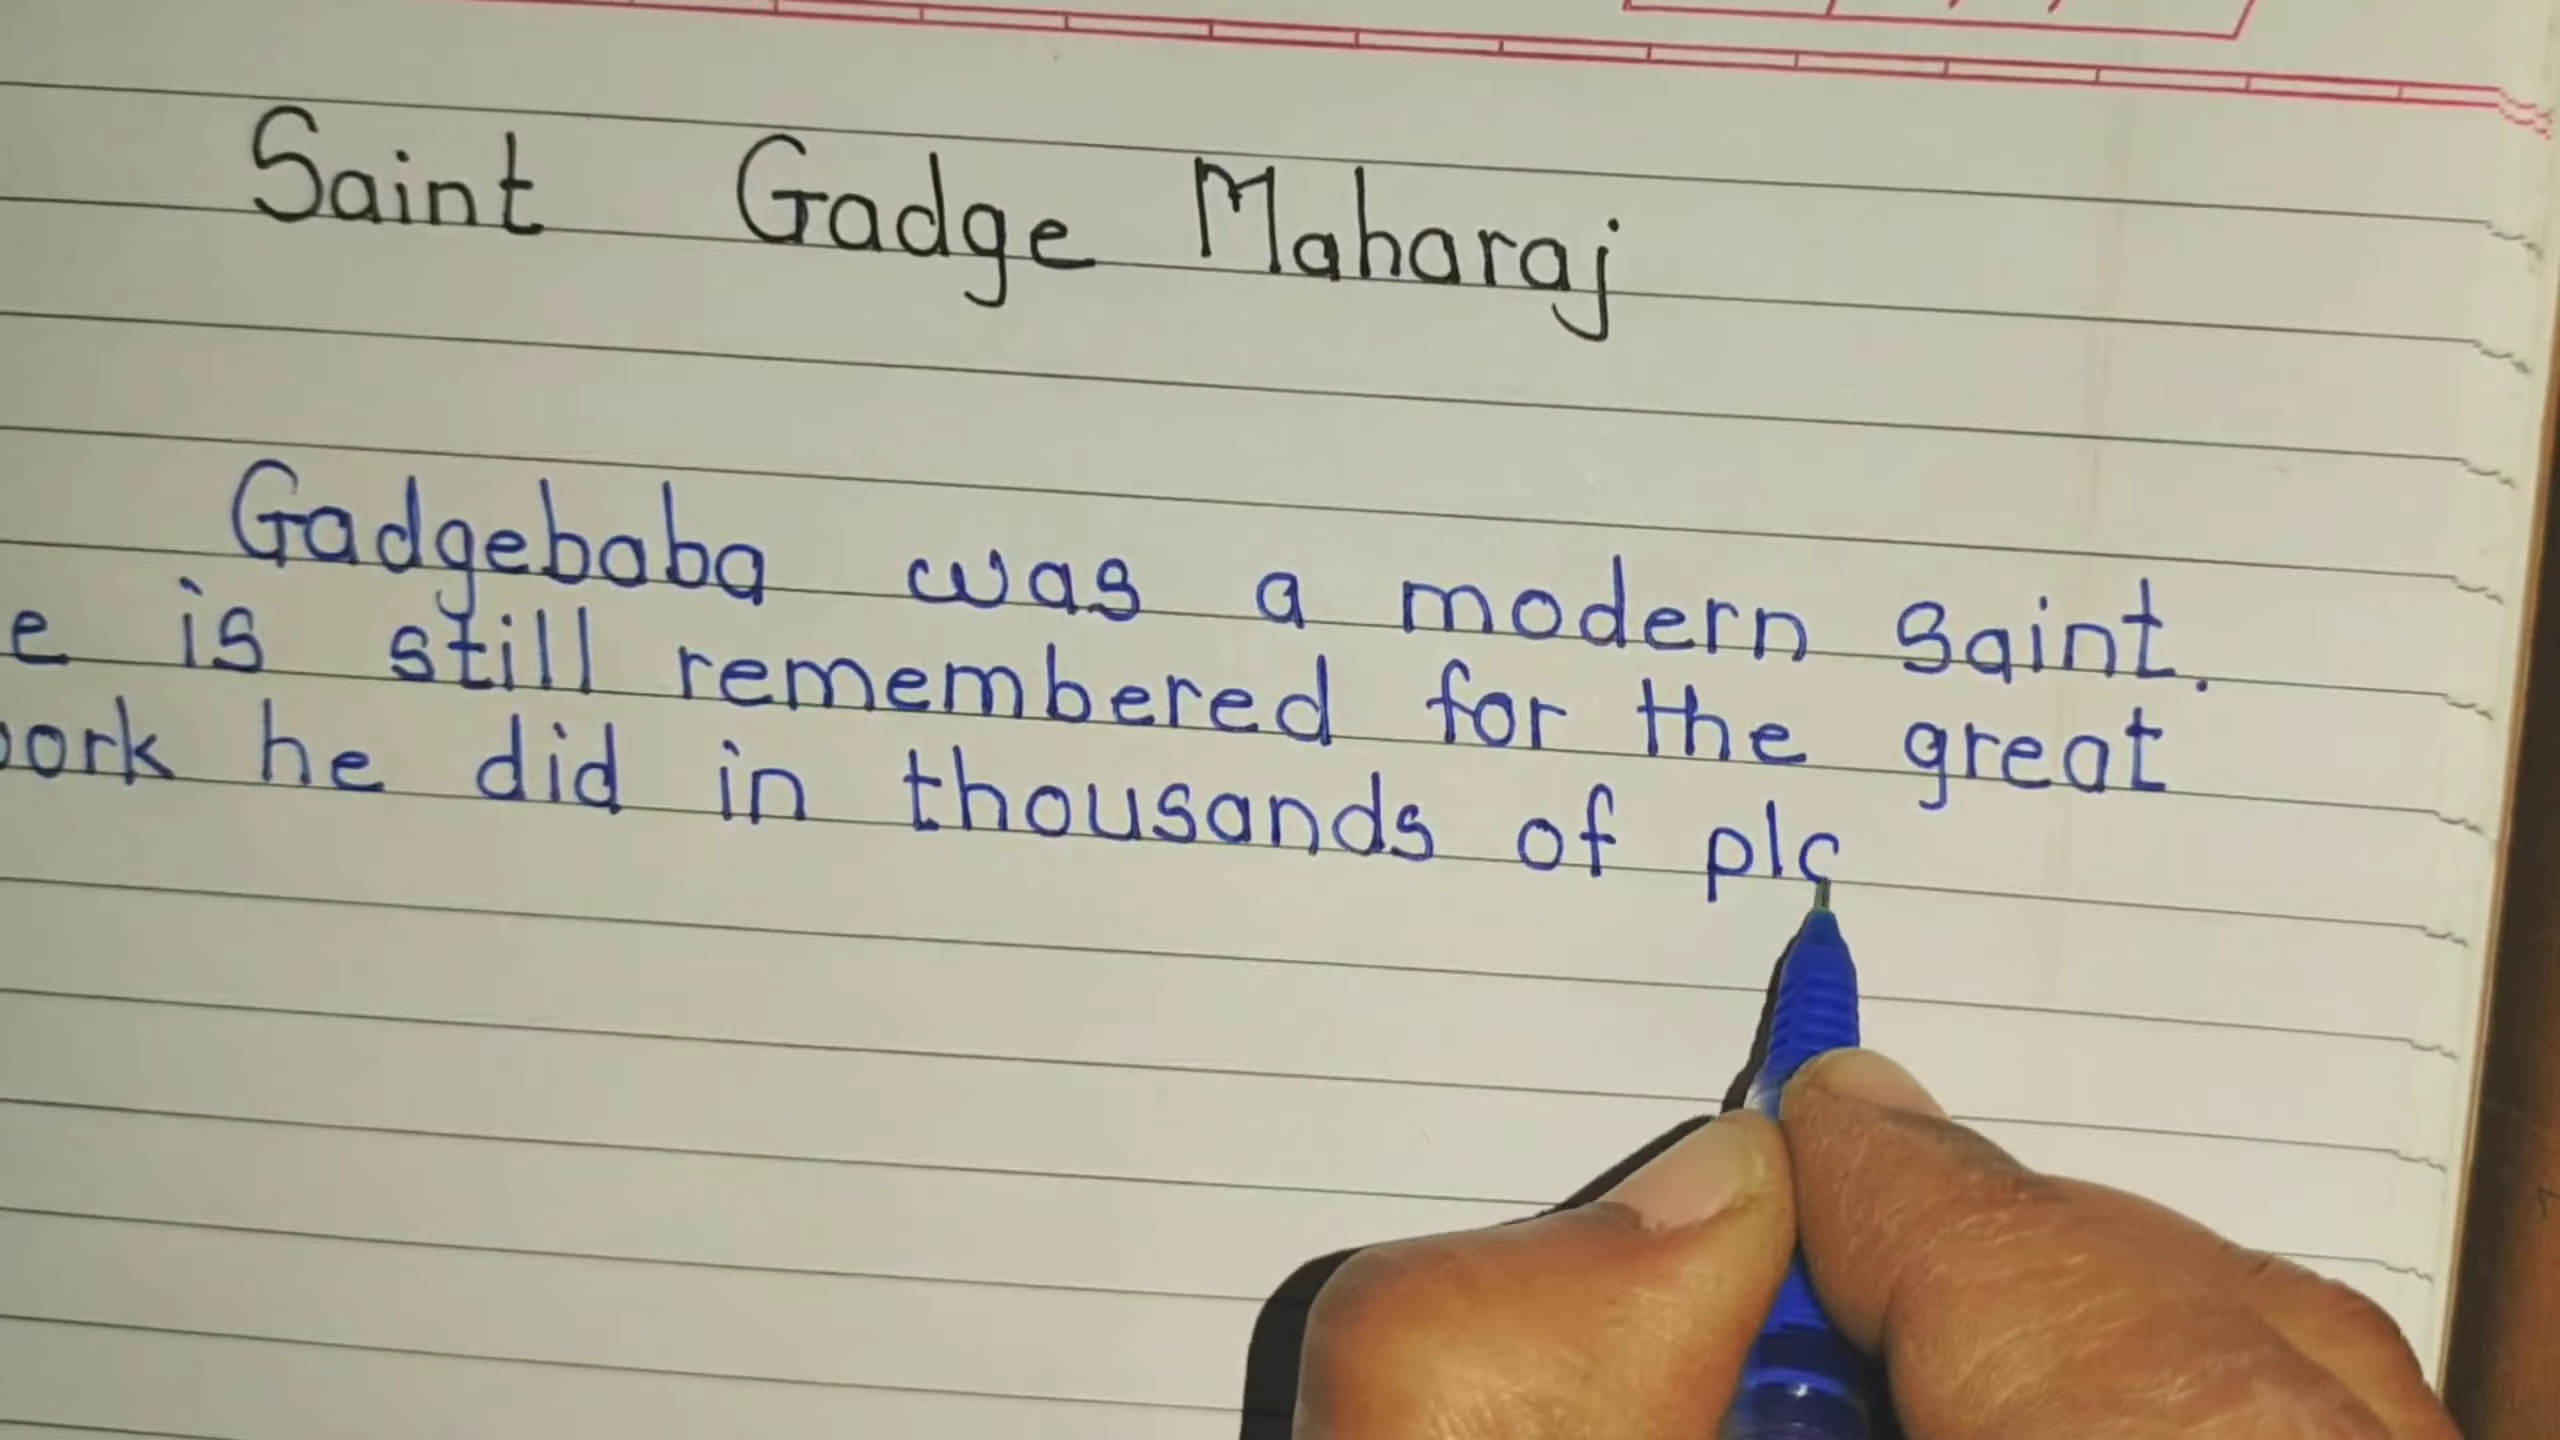 Saint Gadge Maharaj
Gadgebaba was a modern saint.
e is still remembered for the great
ork he did in thousands of pla